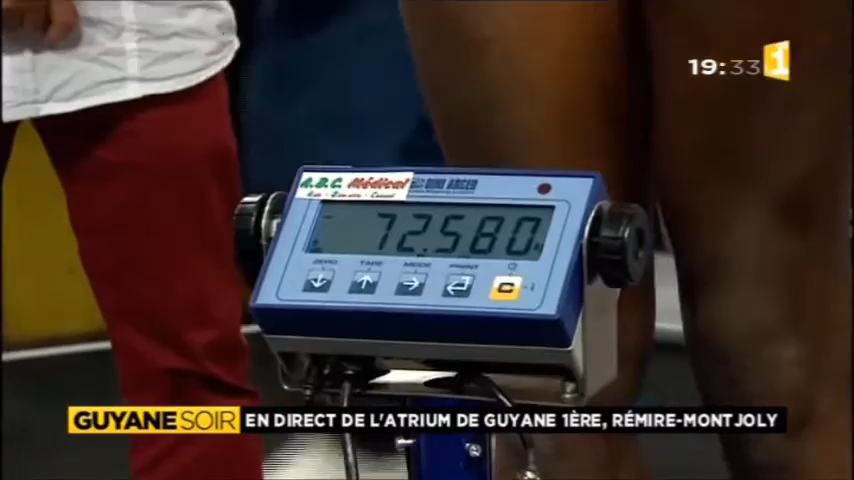 19:33 1
A.B.C. Médical
72.580
ZERO TARE MODE PRINT
C
GUYANE SOIR EN DIRECT DE L'ATRIUM DE GUYANE 1ÈRE, RÉMIRE-MONTJOLY